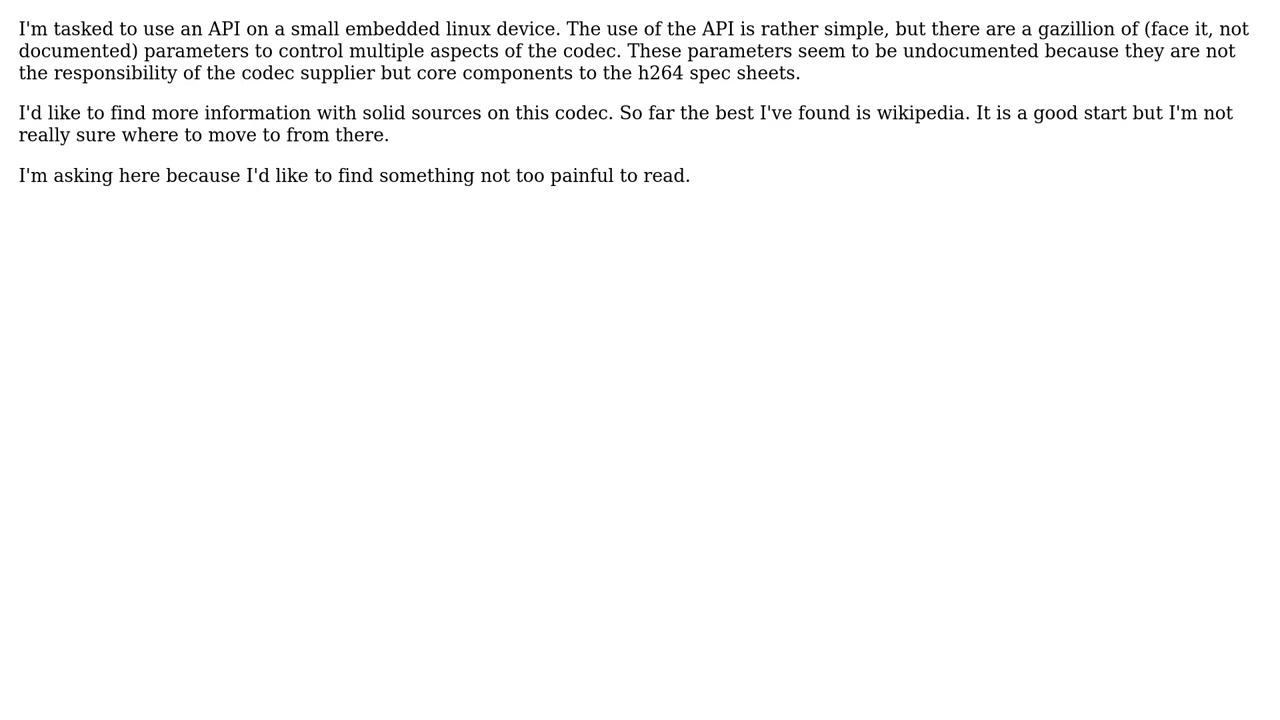 I'm tasked to use an API on a small embedded linux device. The use of the API is rather simple, but there are a gazillion of (face it, not
documented) parameters to control multiple aspects of the codec. These parameters seem to be undocumented because they are not
the responsibility of the codec supplier but core components to the h264 spec sheets.
I'd like to find more information with solid sources on this codec. So far the best I've found is wikipedia. It is a good start but I'm not
really sure where to move to from there.
I'm asking here because I'd like to find something not too painful to read.